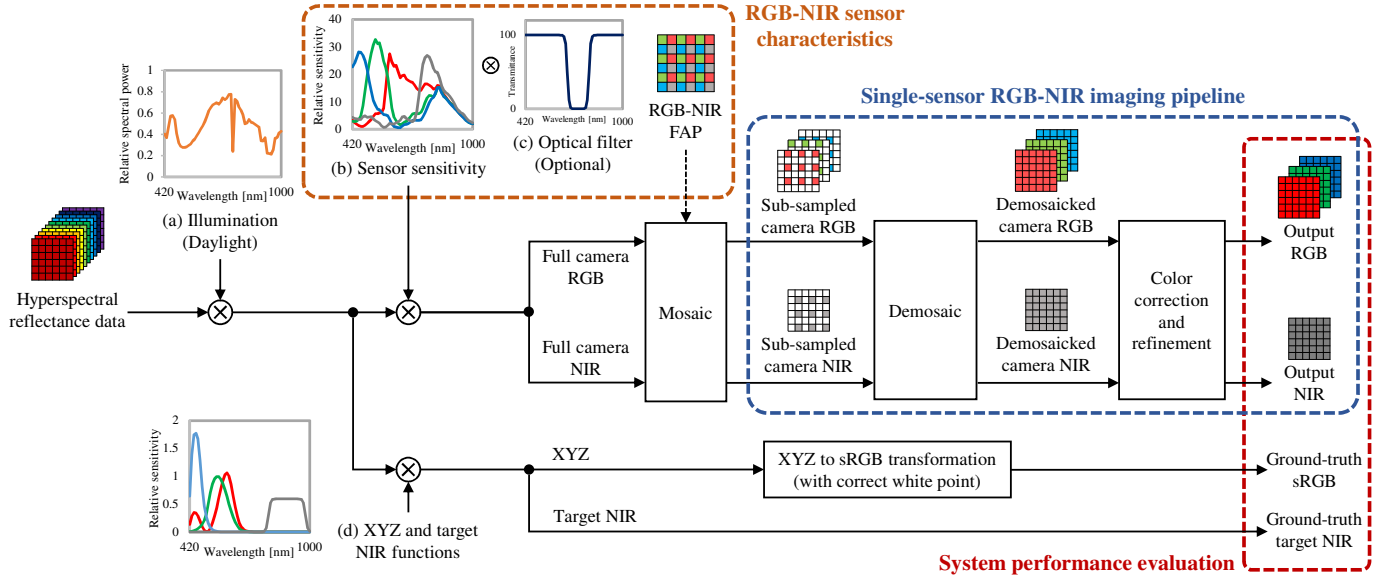 RGB-NIR sensor
characteristics
40
35
30
25
20
15
10
5
0
Relative sensitivity
420
Wavelength [nm]
1000
(b) Sensor sensitivity
100
0
Transmittance
420
Wavelength [nm]
1000
(c) Optical filter
(Optional)
RGB-NIR
FAP
1
0.8
0.6
0.4
0.2
0
Relative spectral power
420
Wavelength [nm]
1000
(a) Illumination
(Daylight)
Single-sensor RGB-NIR imaging pipeline
Hyperspectral
reflectance data
Full camera
RGB
Full camera
NIR
Mosaic
Sub-sampled
camera RGB
Sub-sampled
camera NIR
Demosaic
Demosaicked
camera RGB
Demosaicked
camera NIR
Color
correction
and
refinement
Output
RGB
Output
NIR
2
1.5
1
0.5
0
Relative sensitivity
420
Wavelength [nm]
1000
(d) XYZ and target
NIR functions
XYZ
XYZ to sRGB transformation
(with correct white point)
Ground-truth
sRGB
Target NIR
Ground-truth
target NIR
System performance evaluation